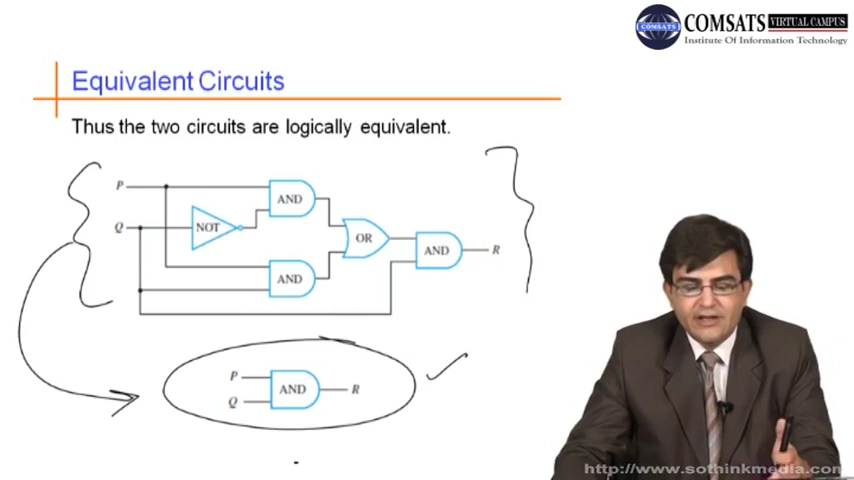 COMSATS VIRTUAL CAMPUS
COMSATS
Institute Of Information Technology
Equivalent Circuits
Thus the two circuits are logically equivalent.
P
AND
Q
NOT
OR
AND
R
AND
P
AND
R
Q
http://www.sothinkmedia.com